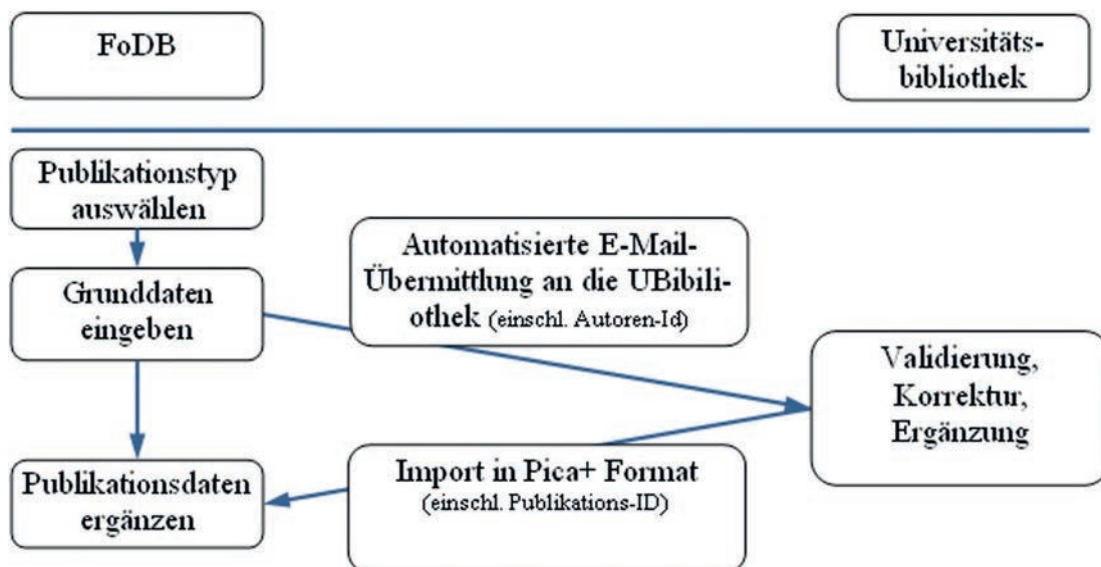 FoDB
Universitäts-
bibliothek
Publikationstyp
auswählen
Automatisierte E-Mail-
Übermittlung an die UBibili-
othek (einschl. Autoren-Id)
Grunddaten
eingeben
Validierung,
Korrektur,
Ergänzung
Import in Pica+ Format
(einschl. Publikations-ID)
Publikationsdaten
ergänzen